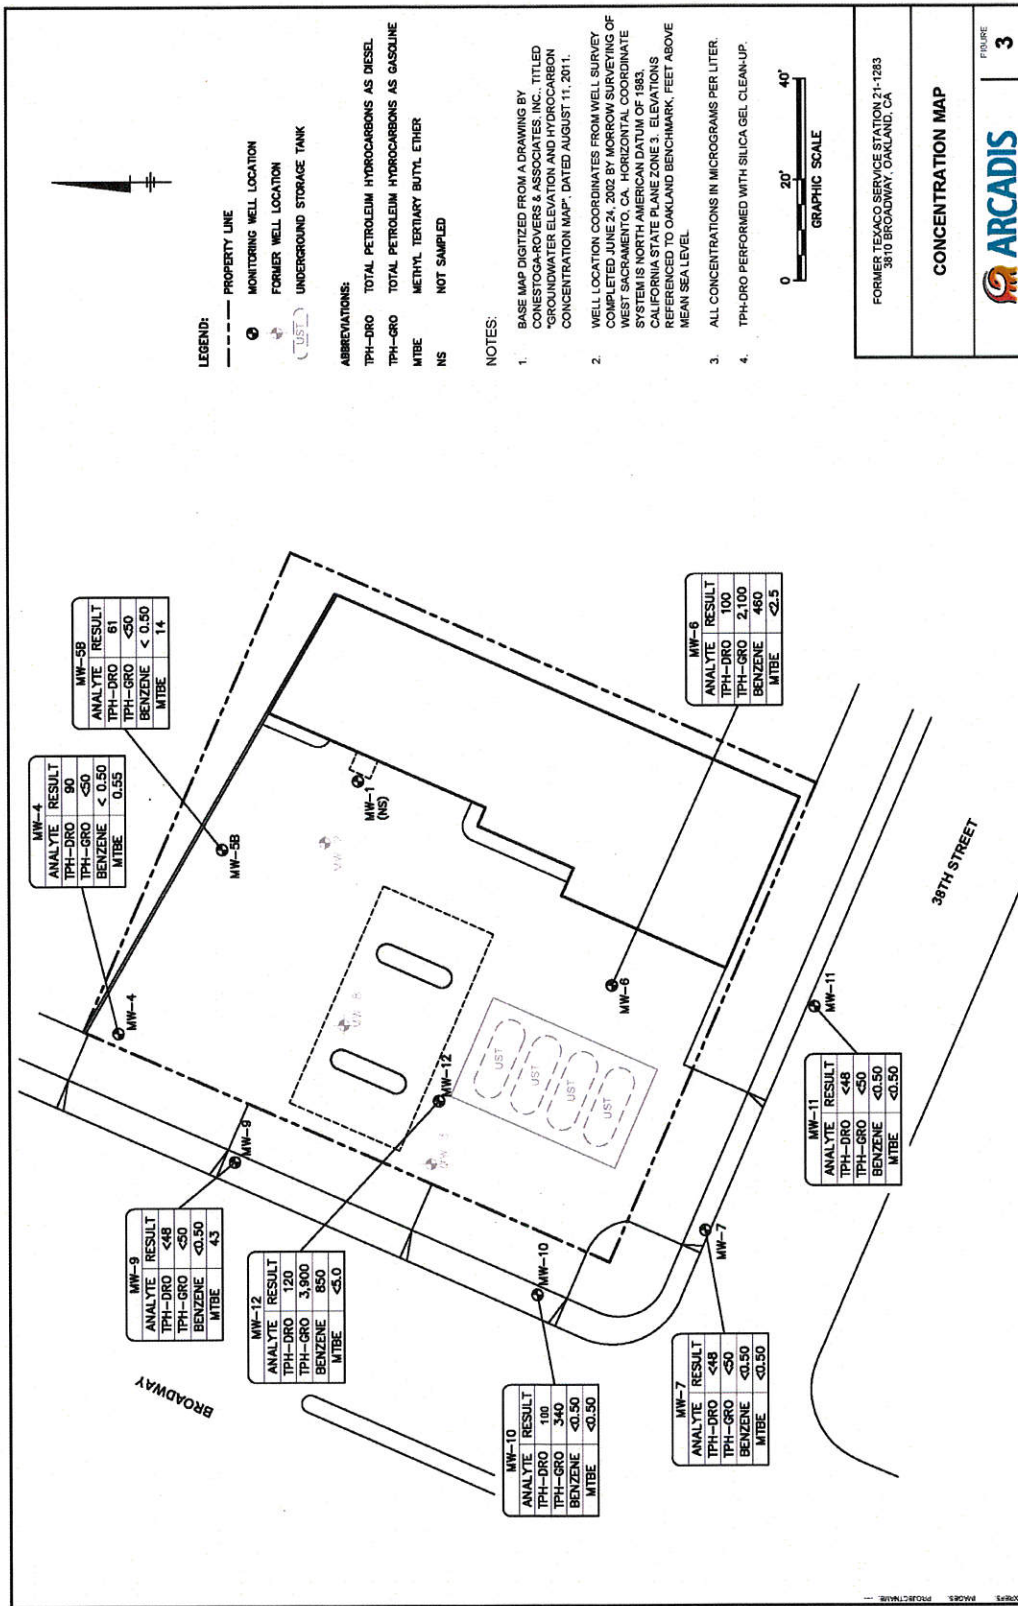 LEGEND:
PROPERTY LINE
MONITORING WELL LOCATION
FORMER WELL LOCATION
UST
UNDERGROUND STORAGE TANK
ABBREVIATIONS:
TPH-DRO TOTAL PETROLEUM HYDROCARBONS AS DIESEL
TPH-GRO TOTAL PETROLEUM HYDROCARBONS AS GASOLINE
MTBE METHYL TERTIARY BUTYL ETHER
NS NOT SAMPLED
NOTES:
1. BASE MAP DIGITIZED FROM A DRAWING BY
CONESTOGA-ROVERS & ASSOCIATES, INC., TITLED
"GROUNDWATER ELEVATION AND HYDROCARBON
CONCENTRATION MAP", DATED AUGUST 11, 2011.
2. WELL LOCATION COORDINATES FROM WELL SURVEY
COMPLETED JUNE 24, 2002 BY MORROW SURVEYING OF
WEST SACRAMENTO, CA. HORIZONTAL COORDINATE
SYSTEM IS NORTH AMERICAN DATUM OF 1983,
CALIFORNIA STATE PLANE ZONE 3. ELEVATIONS
REFERENCED TO OAKLAND BENCHMARK, FEET ABOVE
MEAN SEA LEVEL.
3. ALL CONCENTRATIONS IN MICROGRAMS PER LITER.
4. TPH-DRO PERFORMED WITH SILICA GEL CLEAN-UP.
0 20' 40'
GRAPHIC SCALE
FORMER TEXACO SERVICE STATION 21-1283
3810 BROADWAY, OAKLAND, CA
CONCENTRATION MAP
ARCADIS
FIGURE
3
MW-4
ANALYTE RESULT
TPH-DRO 90
TPH-GRO <50
BENZENE < 0.50
MTBE 0.55
MW-5B
ANALYTE RESULT
TPH-DRO 61
TPH-GRO <50
BENZENE < 0.50
MTBE 14
MW-9
ANALYTE RESULT
TPH-DRO <48
TPH-GRO <50
BENZENE <0.50
MTBE 43
MW-12
ANALYTE RESULT
TPH-DRO 120
TPH-GRO 3,900
BENZENE 850
MTBE <5.0
MW-10
ANALYTE RESULT
TPH-DRO 100
TPH-GRO 340
BENZENE <0.50
MTBE <0.50
MW-7
ANALYTE RESULT
TPH-DRO <48
TPH-GRO <50
BENZENE <0.50
MTBE <0.50
MW-11
ANALYTE RESULT
TPH-DRO <48
TPH-GRO <50
BENZENE <0.50
MTBE <0.50
MW-6
ANALYTE RESULT
TPH-DRO 100
TPH-GRO 2,100
BENZENE 460
MTBE <2.5
MW-4
MW-5B
MW-1
(NS)
MW-9
MW-12
MW-6
MW-10
MW-7
MW-11
UST
UST
UST
UST
BROADWAY
38TH STREET
XREFS: IMAGES: PROJECTNAME: ---